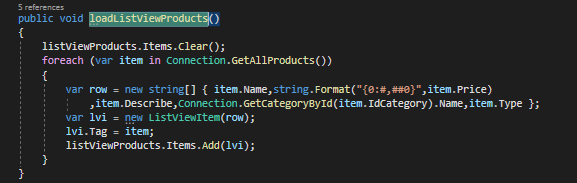 5 references
public void loadListViewProducts()
{
listViewProducts.Items.Clear();
foreach (var item in Connection.GetAllProducts())
{
var row = new string[] { item.Name,string.Format("{0:#,##0}",item.Price)
,item.Describe,Connection.GetCategoryById(item.IdCategory).Name,item.Type };
var lvi = new ListViewItem(row);
lvi.Tag = item;
listViewProducts.Items.Add(lvi);
}
}